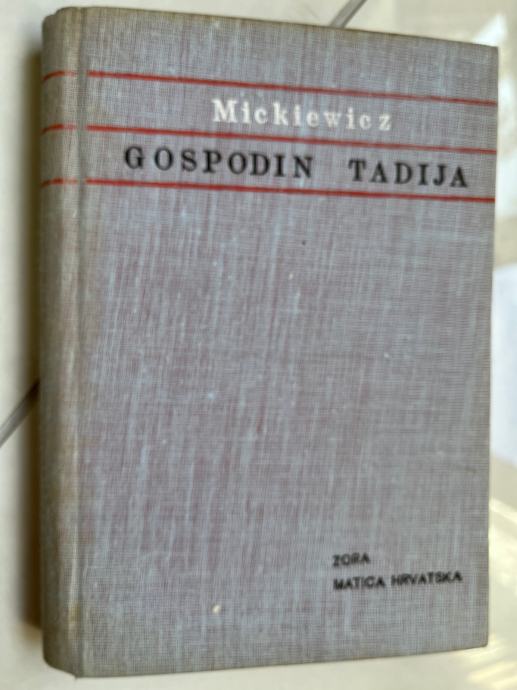 Mickiewicz
GOSPODIN TADIJA
ZORA
MATICA HRVATSKA